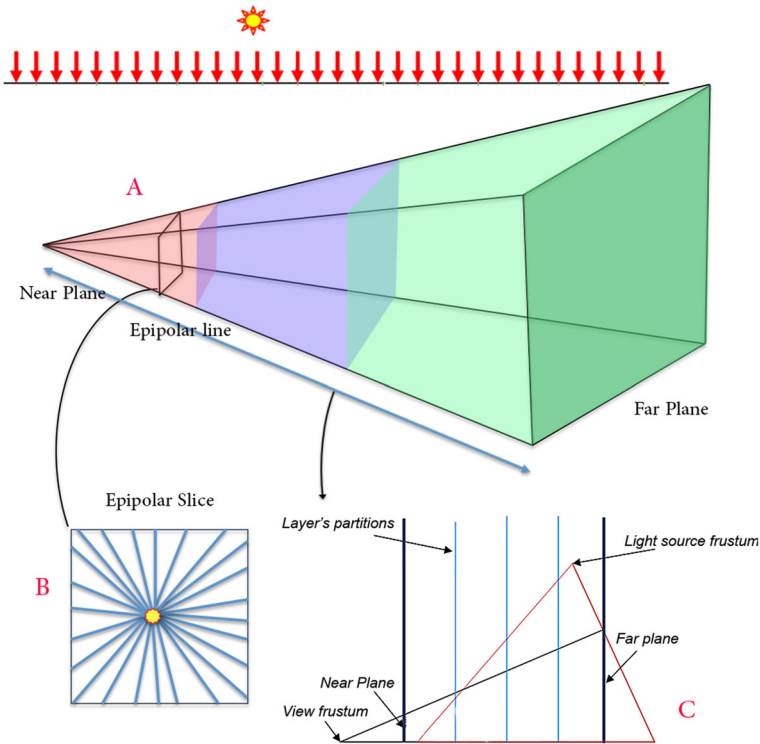 A
Near Plane
Epipolar line
Far Plane
Epipolar Slice
B
Layer's partitions
Light source frustum
Far plane
Near Plane
View frustum
C